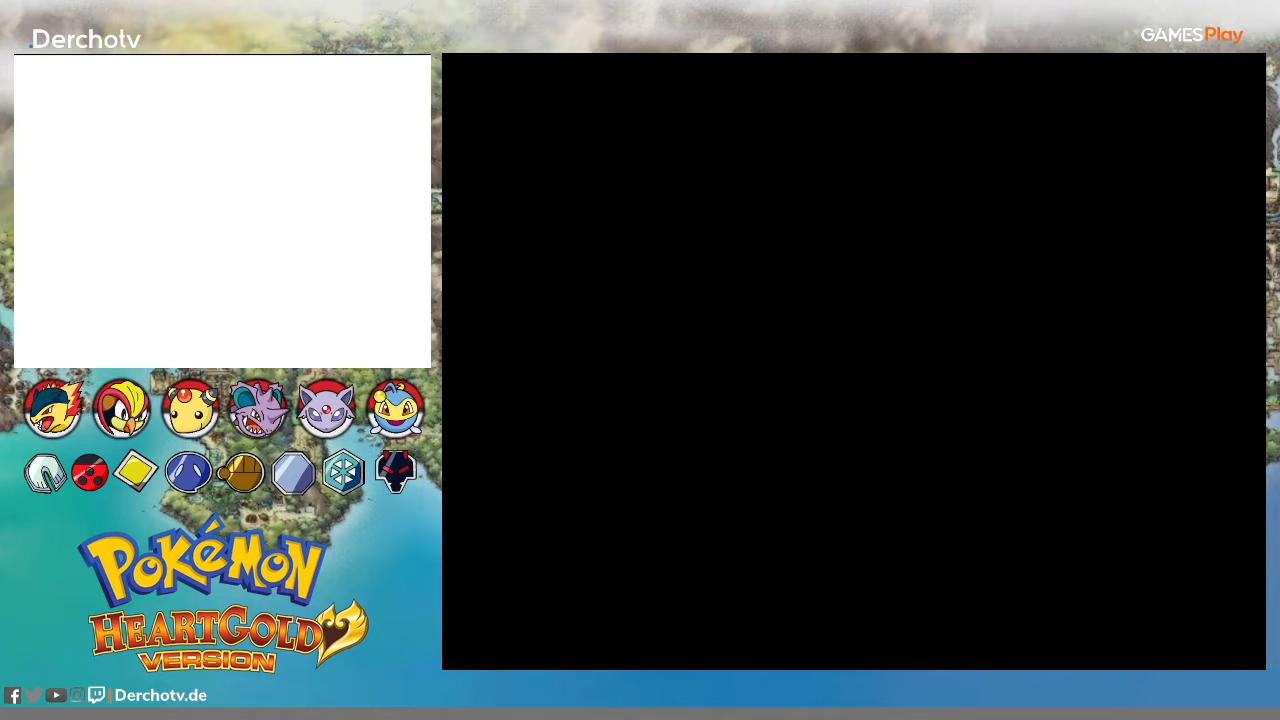 .Derchotv
GAMESPlay
POKéMON
HEARTGOLD
VERSION
Derchotv.de